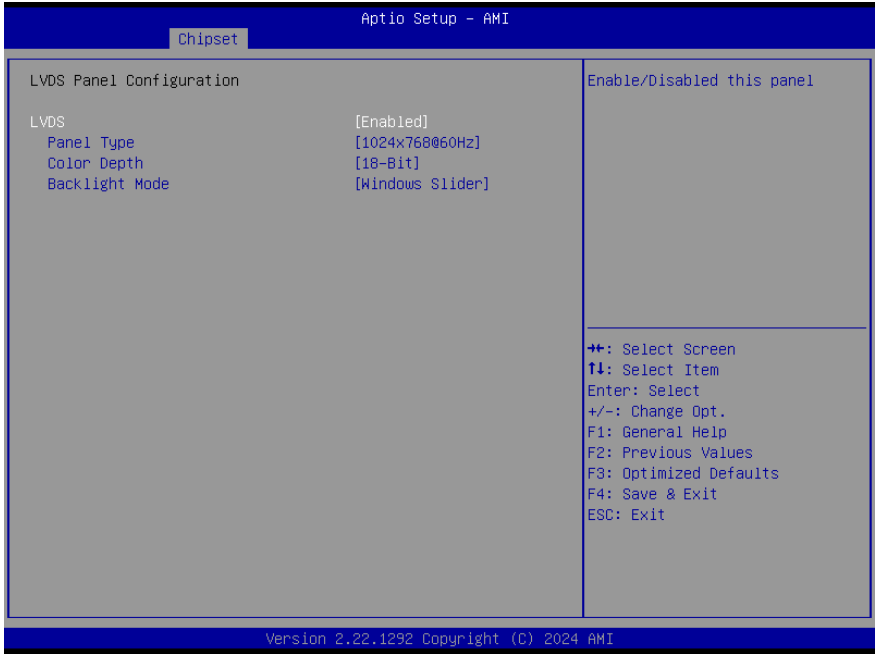 Aptio Setup – AMI
Chipset
LVDS Panel Configuration
Enable/Disabled this panel
LVDS [Enabled]
Panel Type [1024x768@60Hz]
Color Depth [18-Bit]
Backlight Mode [Windows Slider]
→←: Select Screen
↑↓: Select Item
Enter: Select
+/-: Change Opt.
F1: General Help
F2: Previous Values
F3: Optimized Defaults
F4: Save & Exit
ESC: Exit
Version 2.22.1292 Copyright (C) 2024 AMI